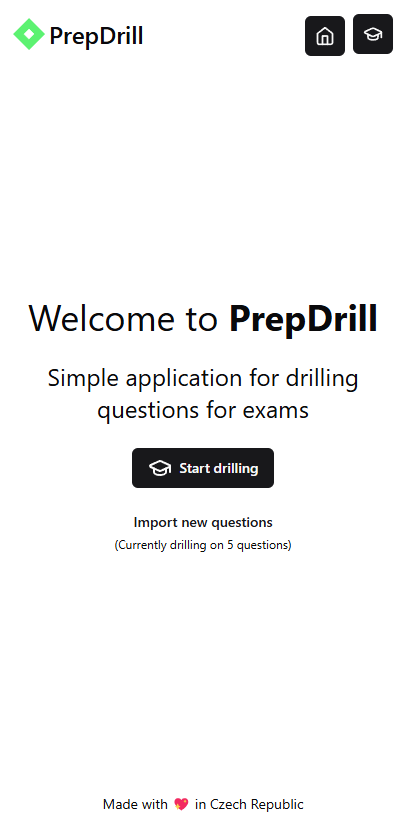 PrepDrill
Welcome to PrepDrill
Simple application for drilling
questions for exams
Start drilling
Import new questions
(Currently drilling on 5 questions)
Made with 💖 in Czech Republic